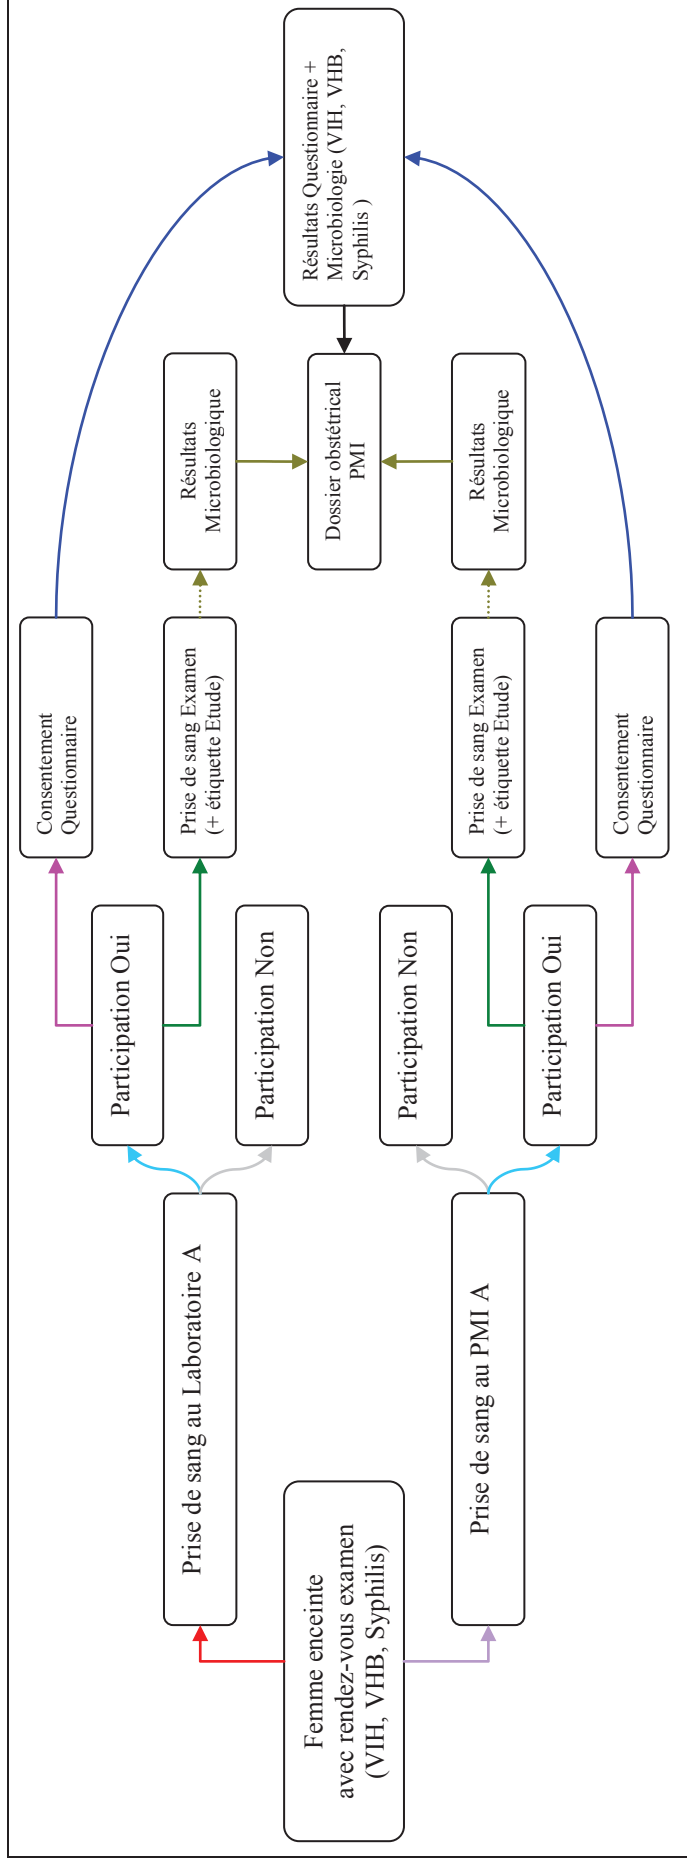 Femme enceinte
avec rendez-vous examen
(VIH, VHB, Syphilis)
Prise de sang au Laboratoire A
Prise de sang au PMI A
Participation Oui
Participation Non
Participation Non
Participation Oui
Consentement
Questionnaire
Prise de sang Examen
(+ étiquette Etude)
Prise de sang Examen
(+ étiquette Etude)
Consentement
Questionnaire
Résultats
Microbiologique
Dossier obstétrical
PMI
Résultats
Microbiologique
Résultats Questionnaire +
Microbiologie (VIH, VHB,
Syphilis )